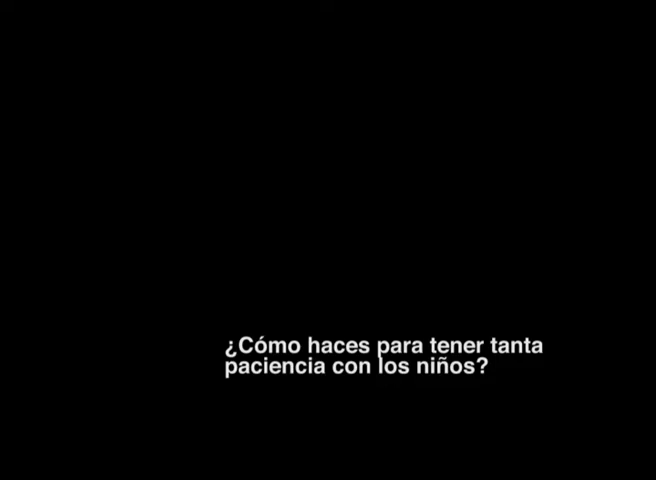 ¿Cómo haces para tener tanta
paciencia con los niños?